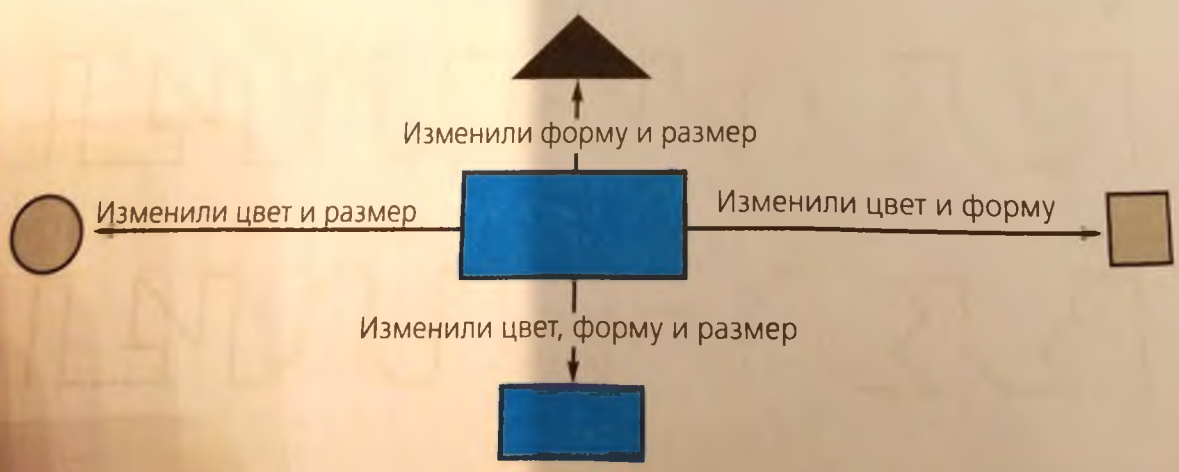 Изменили форму и размер
Изменили цвет и размер
Изменили цвет и форму
Изменили цвет, форму и размер